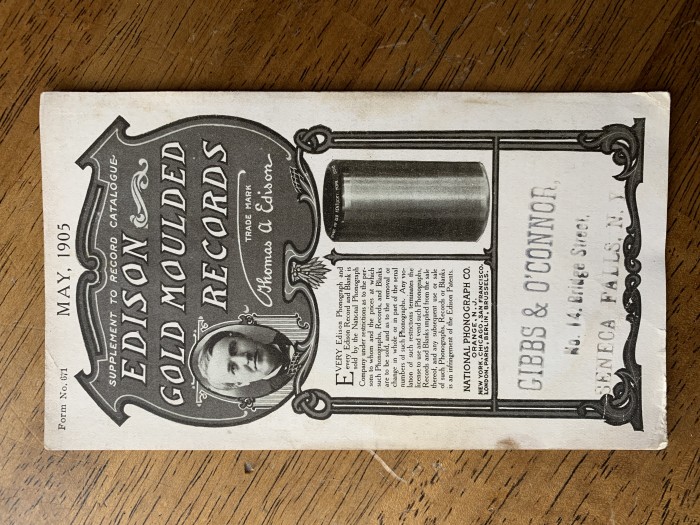 Form No. 671
MAY, 1905
SUPPLEMENT TO RECORD CATALOGUE
EDISON
GOLD MOULDED
RECORDS
TRADE MARK
Thomas A Edison
EVERY Edison Phonograph and
every Edison Record and Blank is
sold by the National Phonograph
Company under restrictions as to the per-
sons to whom and the prices at which
such Phonographs, Records, and Blanks
are to be sold, and as to the removal or
change in whole or in part of the serial
numbers of such Phonographs. Any vio-
lation of such restrictions terminates the
license to use and vend such Phonographs,
Records and Blanks implied from the sale
thereof, and any subsequent use or sale
of such Phonographs, Records or Blanks
is an infringement of the Edison Patents.
NATIONAL PHONOGRAPH CO.
ORANGE, N.J.
NEW YORK, CHICAGO, SAN FRANCISCO.
LONDON, PARIS, BERLIN, BRUSSELS.
GIBBS & O'CONNOR,
No. 14, Bridge Street,
SENECA FALLS, N. Y.